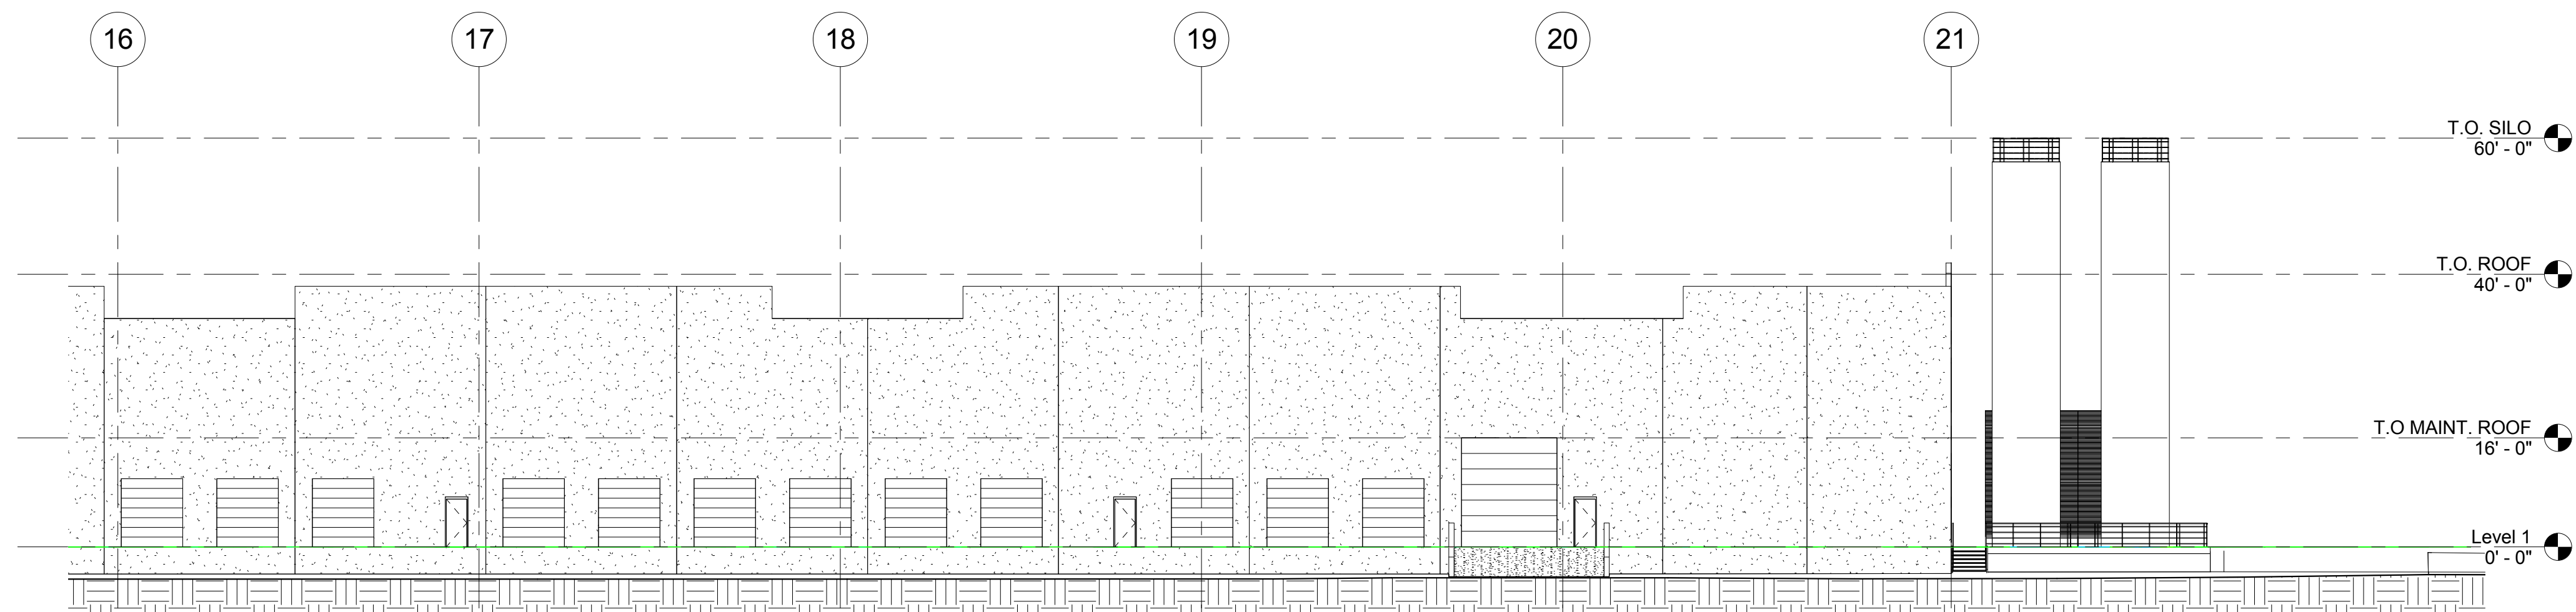 16
17
18
19
20
21
T.O. SILO
60' - 0"
T.O. ROOF
40' - 0"
T.O MAINT. ROOF
16' - 0"
Level 1
0' - 0"